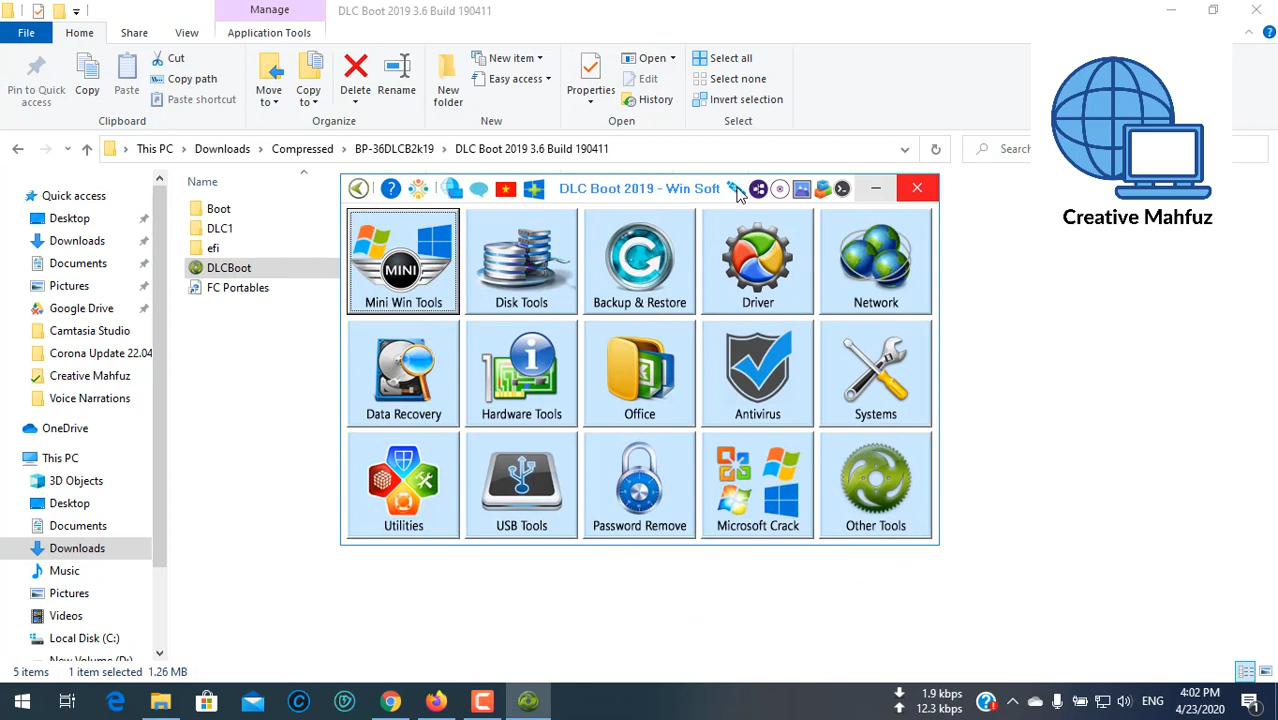 Manage
DLC Boot 2019 3.6 Build 190411
File
Home
Share
View
Application Tools
Pin to Quick access
Copy
Paste
Cut
Copy path
Paste shortcut
Clipboard
Move to
Copy to
Delete
Rename
Organize
New folder
New item
Easy access
New
Properties
Open
Edit
History
Open
Select all
Select none
Invert selection
Select
This PC
Downloads
Compressed
BP-36DLCB2k19
DLC Boot 2019 3.6 Build 190411
Search
Creative Mahfuz
Quick access
Desktop
Downloads
Documents
Pictures
Google Drive
Camtasia Studio
Corona Update 22.04
Creative Mahfuz
Voice Narrations
OneDrive
This PC
3D Objects
Desktop
Documents
Downloads
Music
Pictures
Videos
Local Disk (C:)
New Volume (D:)
Name
Boot
DLC1
efi
DLCBoot
FC Portables
DLC Boot 2019 - Win Soft
MINI
Mini Win Tools
Disk Tools
Backup & Restore
Driver
Network
Data Recovery
Hardware Tools
Office
Antivirus
Systems
Utilities
USB Tools
Password Remove
Microsoft Crack
Other Tools
5 items
1 item selected 1.26 MB
1.9 kbps
12.3 kbps
ENG
4:02 PM
4/23/2020